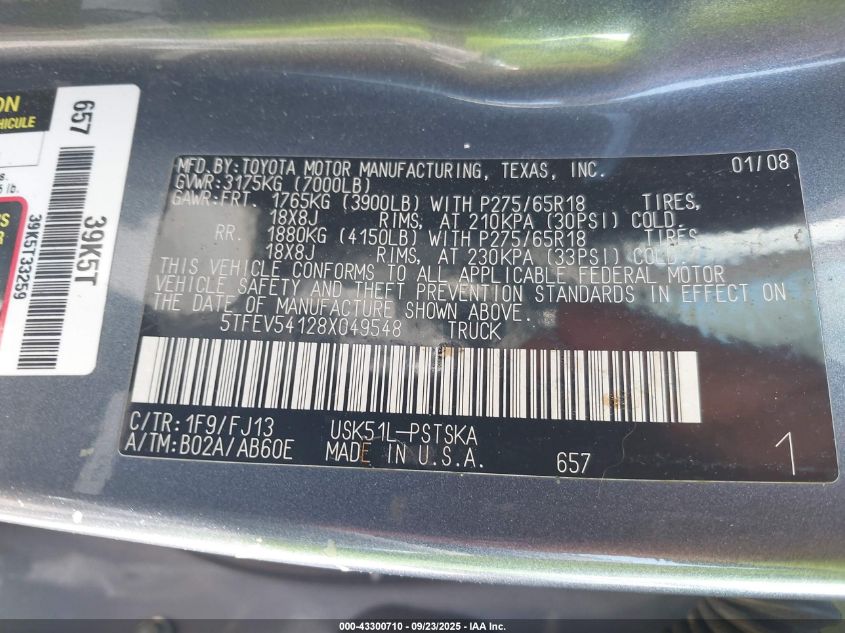 ON
EHICULE
s.
5 lb.
S
R
657
39K5T
39K5T33259
MFD.BY:TOYOTA MOTOR MANUFACTURING, TEXAS, INC. 01/08
GVWR:3175KG (7000LB)
GAWR:FRT. 1765KG (3900LB) WITH P275/65R18 TIRES,
18X8J RIMS, AT 210KPA (30PSI) COLD.
RR. 1880KG (4150LB) WITH P275/65R18 TIRES
18X8J RIMS, AT 230KPA (33PSI) COLD.
THIS VEHICLE CONFORMS TO ALL APPLICABLE FEDERAL MOTOR
VEHICLE SAFETY AND THEFT PREVENTION STANDARDS IN EFFECT ON
THE DATE OF MANUFACTURE SHOWN ABOVE.
5TFEV54128X049548 TRUCK
C/TR:1F9/FJ13 USK51L-PSTSKA
A/TM:B02A/AB60E MADE IN U.S.A. 657 1
000-43300710 - 09/23/2025 - IAA Inc.